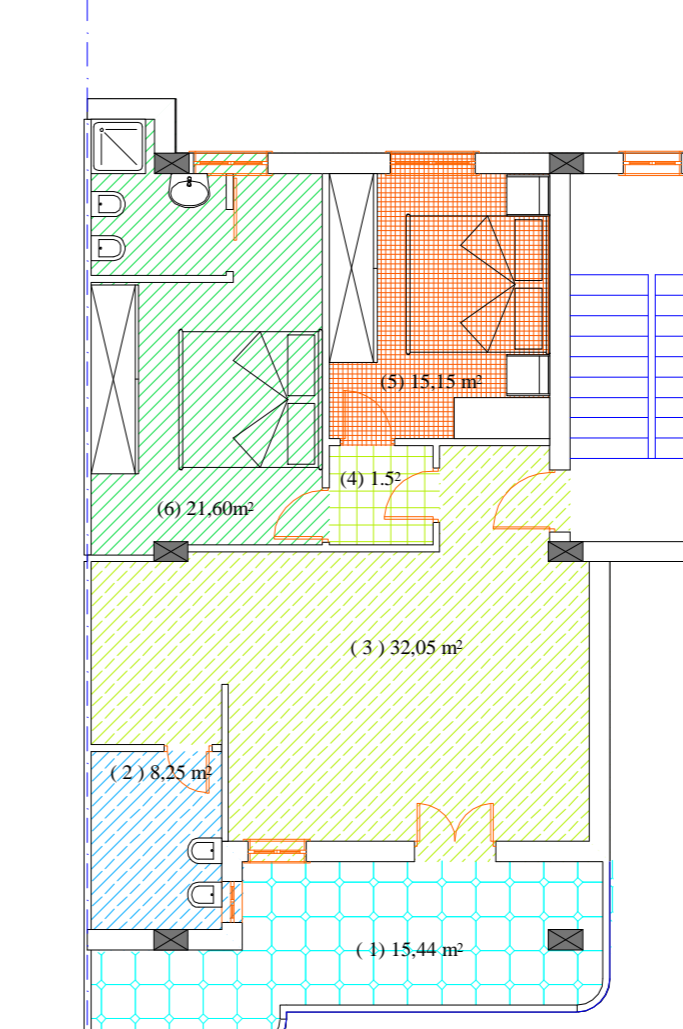 (5) 15,15 m²
(4) 1.5²
(6) 21,60m²
( 3 ) 32,05 m²
( 2 ) 8,25 m²
( 1) 15,44 m²